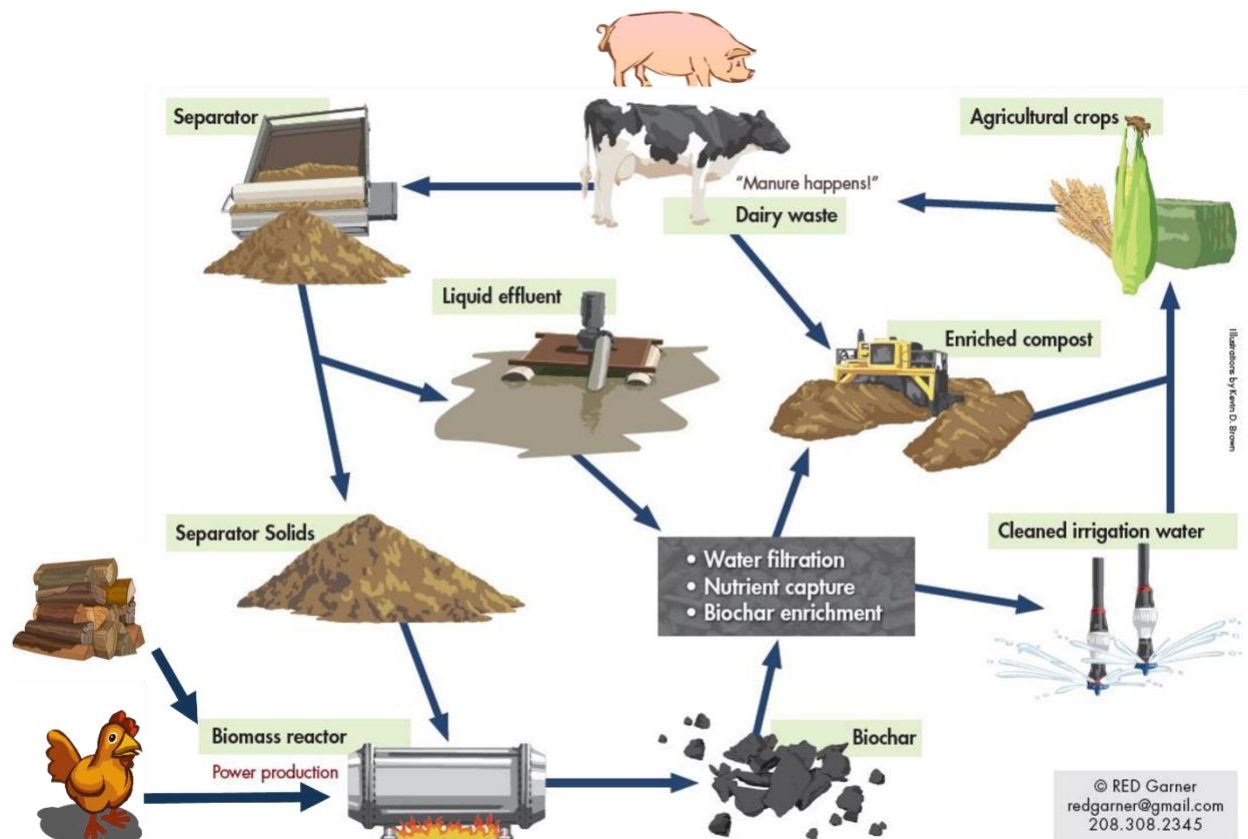 Separator
Agricultural crops
"Manure happens!"
Dairy waste
Liquid effluent
Enriched compost
Illustrations by Kevin D. Brown
Separator Solids
Cleaned irrigation water
• Water filtration
• Nutrient capture
• Biochar enrichment
Biomass reactor
Power production
Biochar
© RED Garner
redgarner@gmail.com
208.308.2345